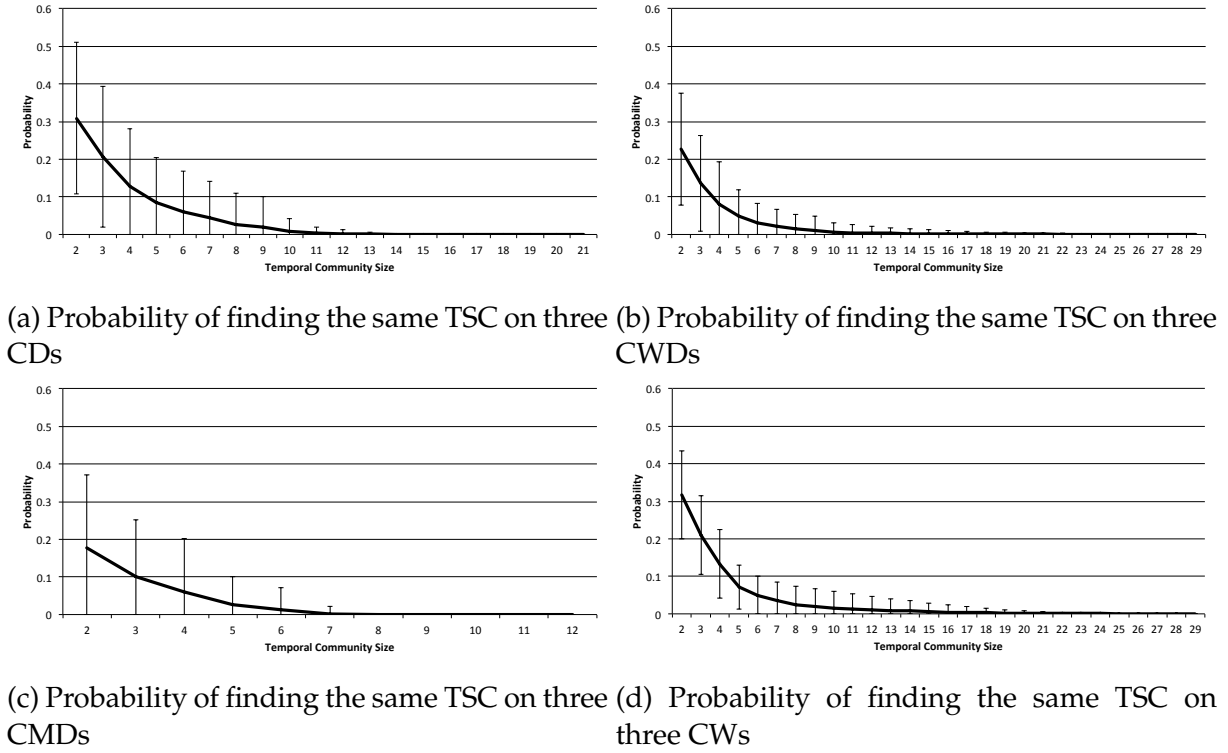 0.6
0.5
0.4
0.3
0.2
0.1
0
Probability
2 3 4 5 6 7 8 9 10 11 12 13 14 15 16 17 18 19 20 21
Temporal Community Size
(a) Probability of finding the same TSC on three
CDs
0.6
0.5
0.4
0.3
0.2
0.1
0
Probability
2 3 4 5 6 7 8 9 10 11 12 13 14 15 16 17 18 19 20 21 22 23 24 25 26 27 28 29
Temporal Community Size
(b) Probability of finding the same TSC on three
CWDs
0.6
0.5
0.4
0.3
0.2
0.1
0
Probability
2 3 4 5 6 7 8 9 10 11 12
Temporal Community Size
(c) Probability of finding the same TSC on three
CMDs
0.6
0.5
0.4
0.3
0.2
0.1
0
Probability
2 3 4 5 6 7 8 9 10 11 12 13 14 15 16 17 18 19 20 21 22 23 24 25 26 27 28 29
Temporal Community Size
(d) Probability of finding the same TSC on
three CWs